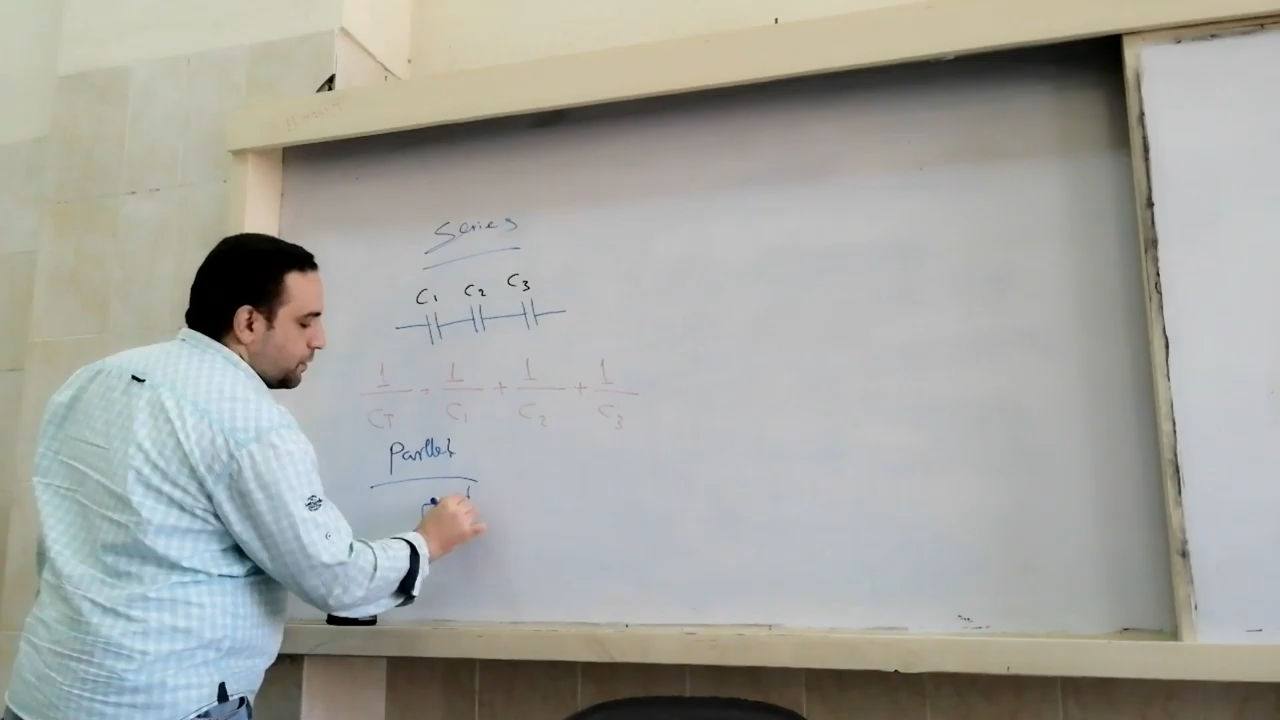 Series
C1 C2 C3
1/CT = 1/C1 + 1/C2 + 1/C3
Parllel